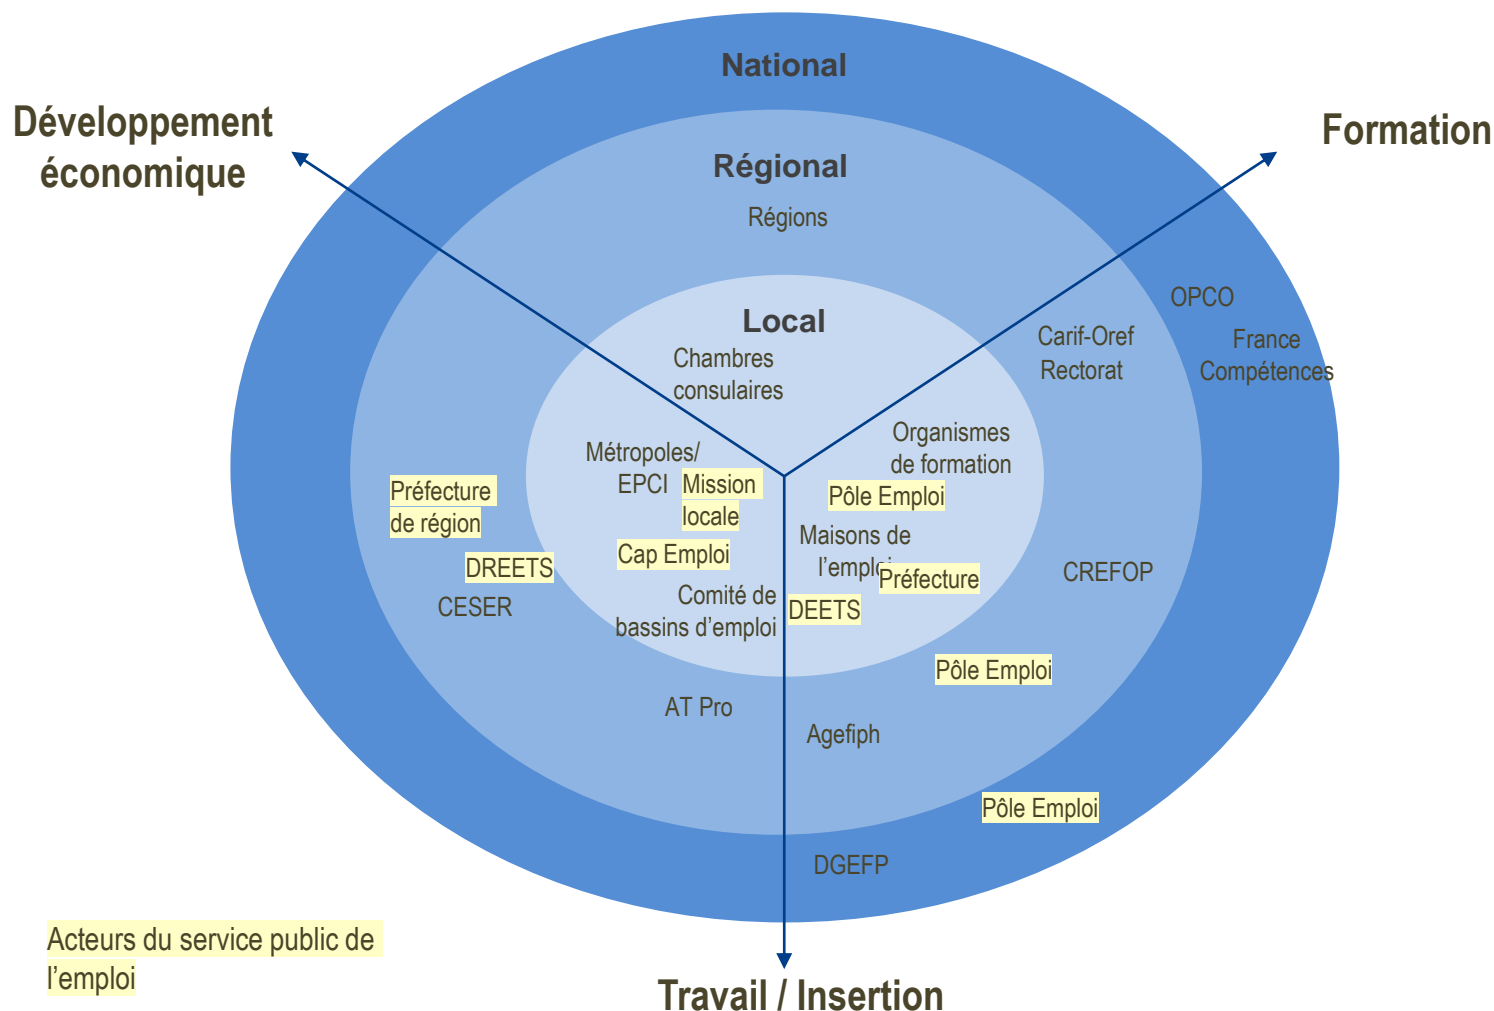 National
Développement
économique
Formation
Régional
Régions
OPCO
Local
Carif-Oref
France
Rectorat
Compétences
Chambres
consulaires
Organismes
de formation
Métropoles/
EPCI
Mission
locale
Pôle Emploi
Préfecture
de région
Cap Emploi
Maisons de
l'emploi
Préfecture
DREETS
CESER
Comité de
bassins d'emploi
DEETS
CREFOP
Pôle Emploi
AT Pro
Agefiph
Pôle Emploi
DGEFP
Acteurs du service public de
l'emploi
Travail / Insertion